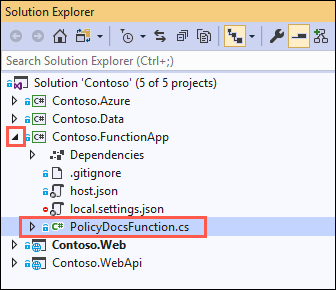 Solution Explorer
Search Solution Explorer (Ctrl+;)
Solution 'Contoso' (5 of 5 projects)
C# Contoso.Azure
C# Contoso.Data
C# Contoso.FunctionApp
Dependencies
.gitignore
host.json
local.settings.json
C# PolicyDocsFunction.cs
Contoso.Web
Contoso.WebApi